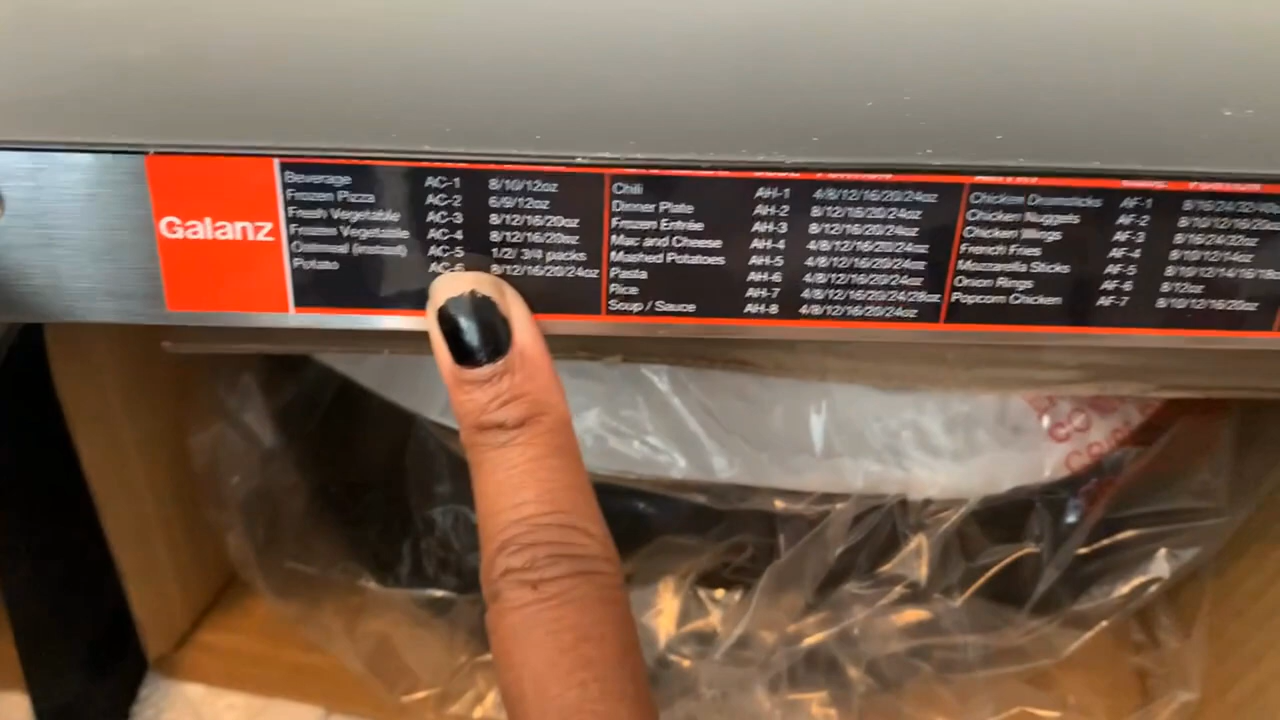 Galanz
Beverage AC-1 8/10/12oz
Frozen Pizza AC-2 6/9/12oz
Fresh Vegetable AC-3 8/12/16/20oz
Frozen Vegetable AC-4 8/12/16/20oz
Oatmeal (instant) AC-5 1/2/ 3/4 packs
Potato AC-6 8/12/16/20/24oz
Chili AH-1 4/8/12/16/20/24oz
Dinner Plate AH-2 8/12/16/20/24oz
Frozen Entrée AH-3 8/12/16/20/24oz
Mac and Cheese AH-4 4/8/12/16/20/24oz
Mashed Potatoes AH-5 4/8/12/16/20/24oz
Pasta AH-6 4/8/12/16/20/24oz
Rice AH-7 4/8/12/16/20/24/28oz
Soup / Sauce AH-8 4/8/12/16/20/24oz
Chicken Drumsticks AF-1
Chicken Nuggets AF-2
Chicken Wings AF-3 8/16/24/32oz
French Fries AF-4 8/10/12/14oz
Mozzarella Sticks AF-5
Onion Rings AF-6 8/12oz
Popcorn Chicken AF-7 8/10/12/16/20oz